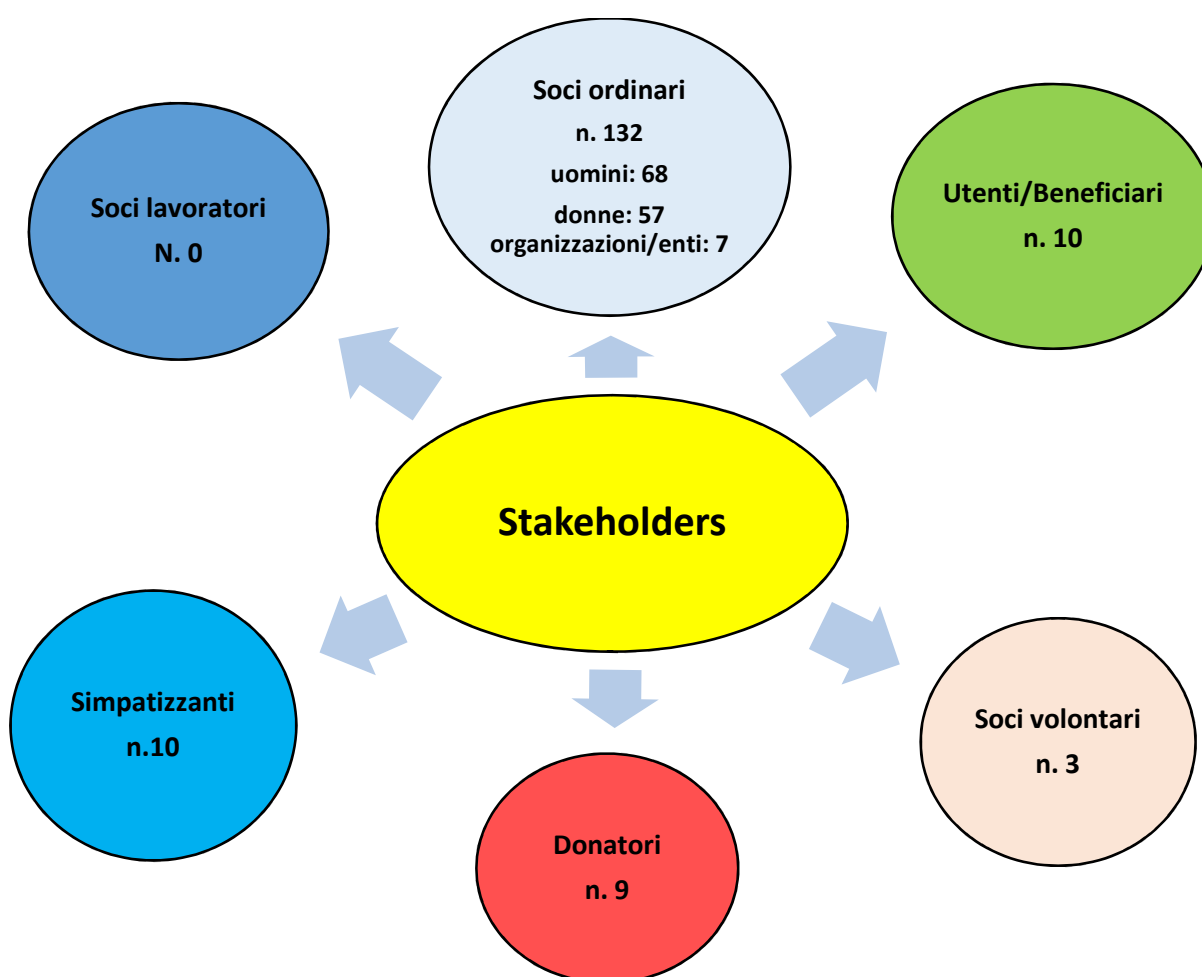 Soci ordinari
n. 132
uomini: 68
donne: 57
organizzazioni/enti: 7
Soci lavoratori
N. 0
Utenti/Beneficiari
n. 10
Stakeholders
Simpatizzanti
n.10
Soci volontari
n. 3
Donatori
n. 9